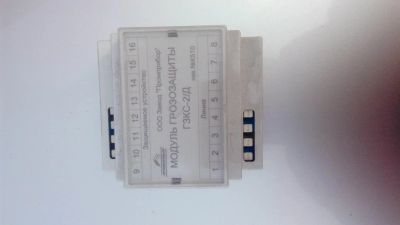 9 10 11 12 13 14 15 16
Защищаемое устройство
ООО Завод "Промприбор"
МОДУЛЬ ГРОЗОЗАЩИТЫ
ГЗКС-2/Д
Линия
1 2 3 4 5 6 7 8